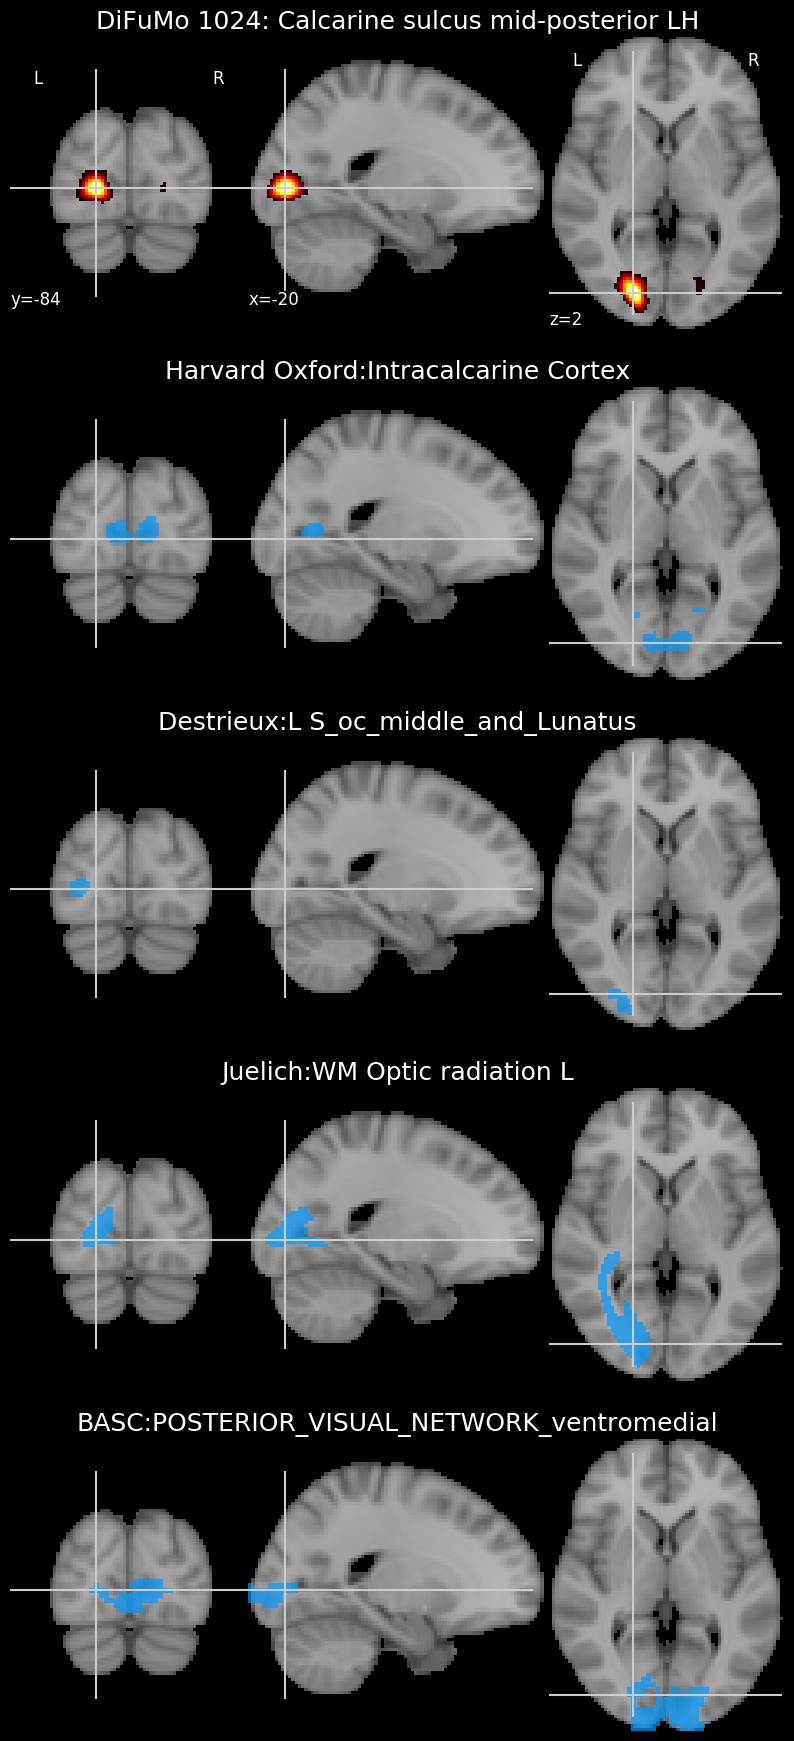 DiFuMo 1024: Calcarine sulcus mid-posterior LH
L R L R
y=-84 x=-20 z=2
Harvard Oxford:Intracalcarine Cortex
Destrieux:L S_oc_middle_and_Lunatus
Juelich:WM Optic radiation L
BASC:POSTERIOR_VISUAL_NETWORK_ventromedial